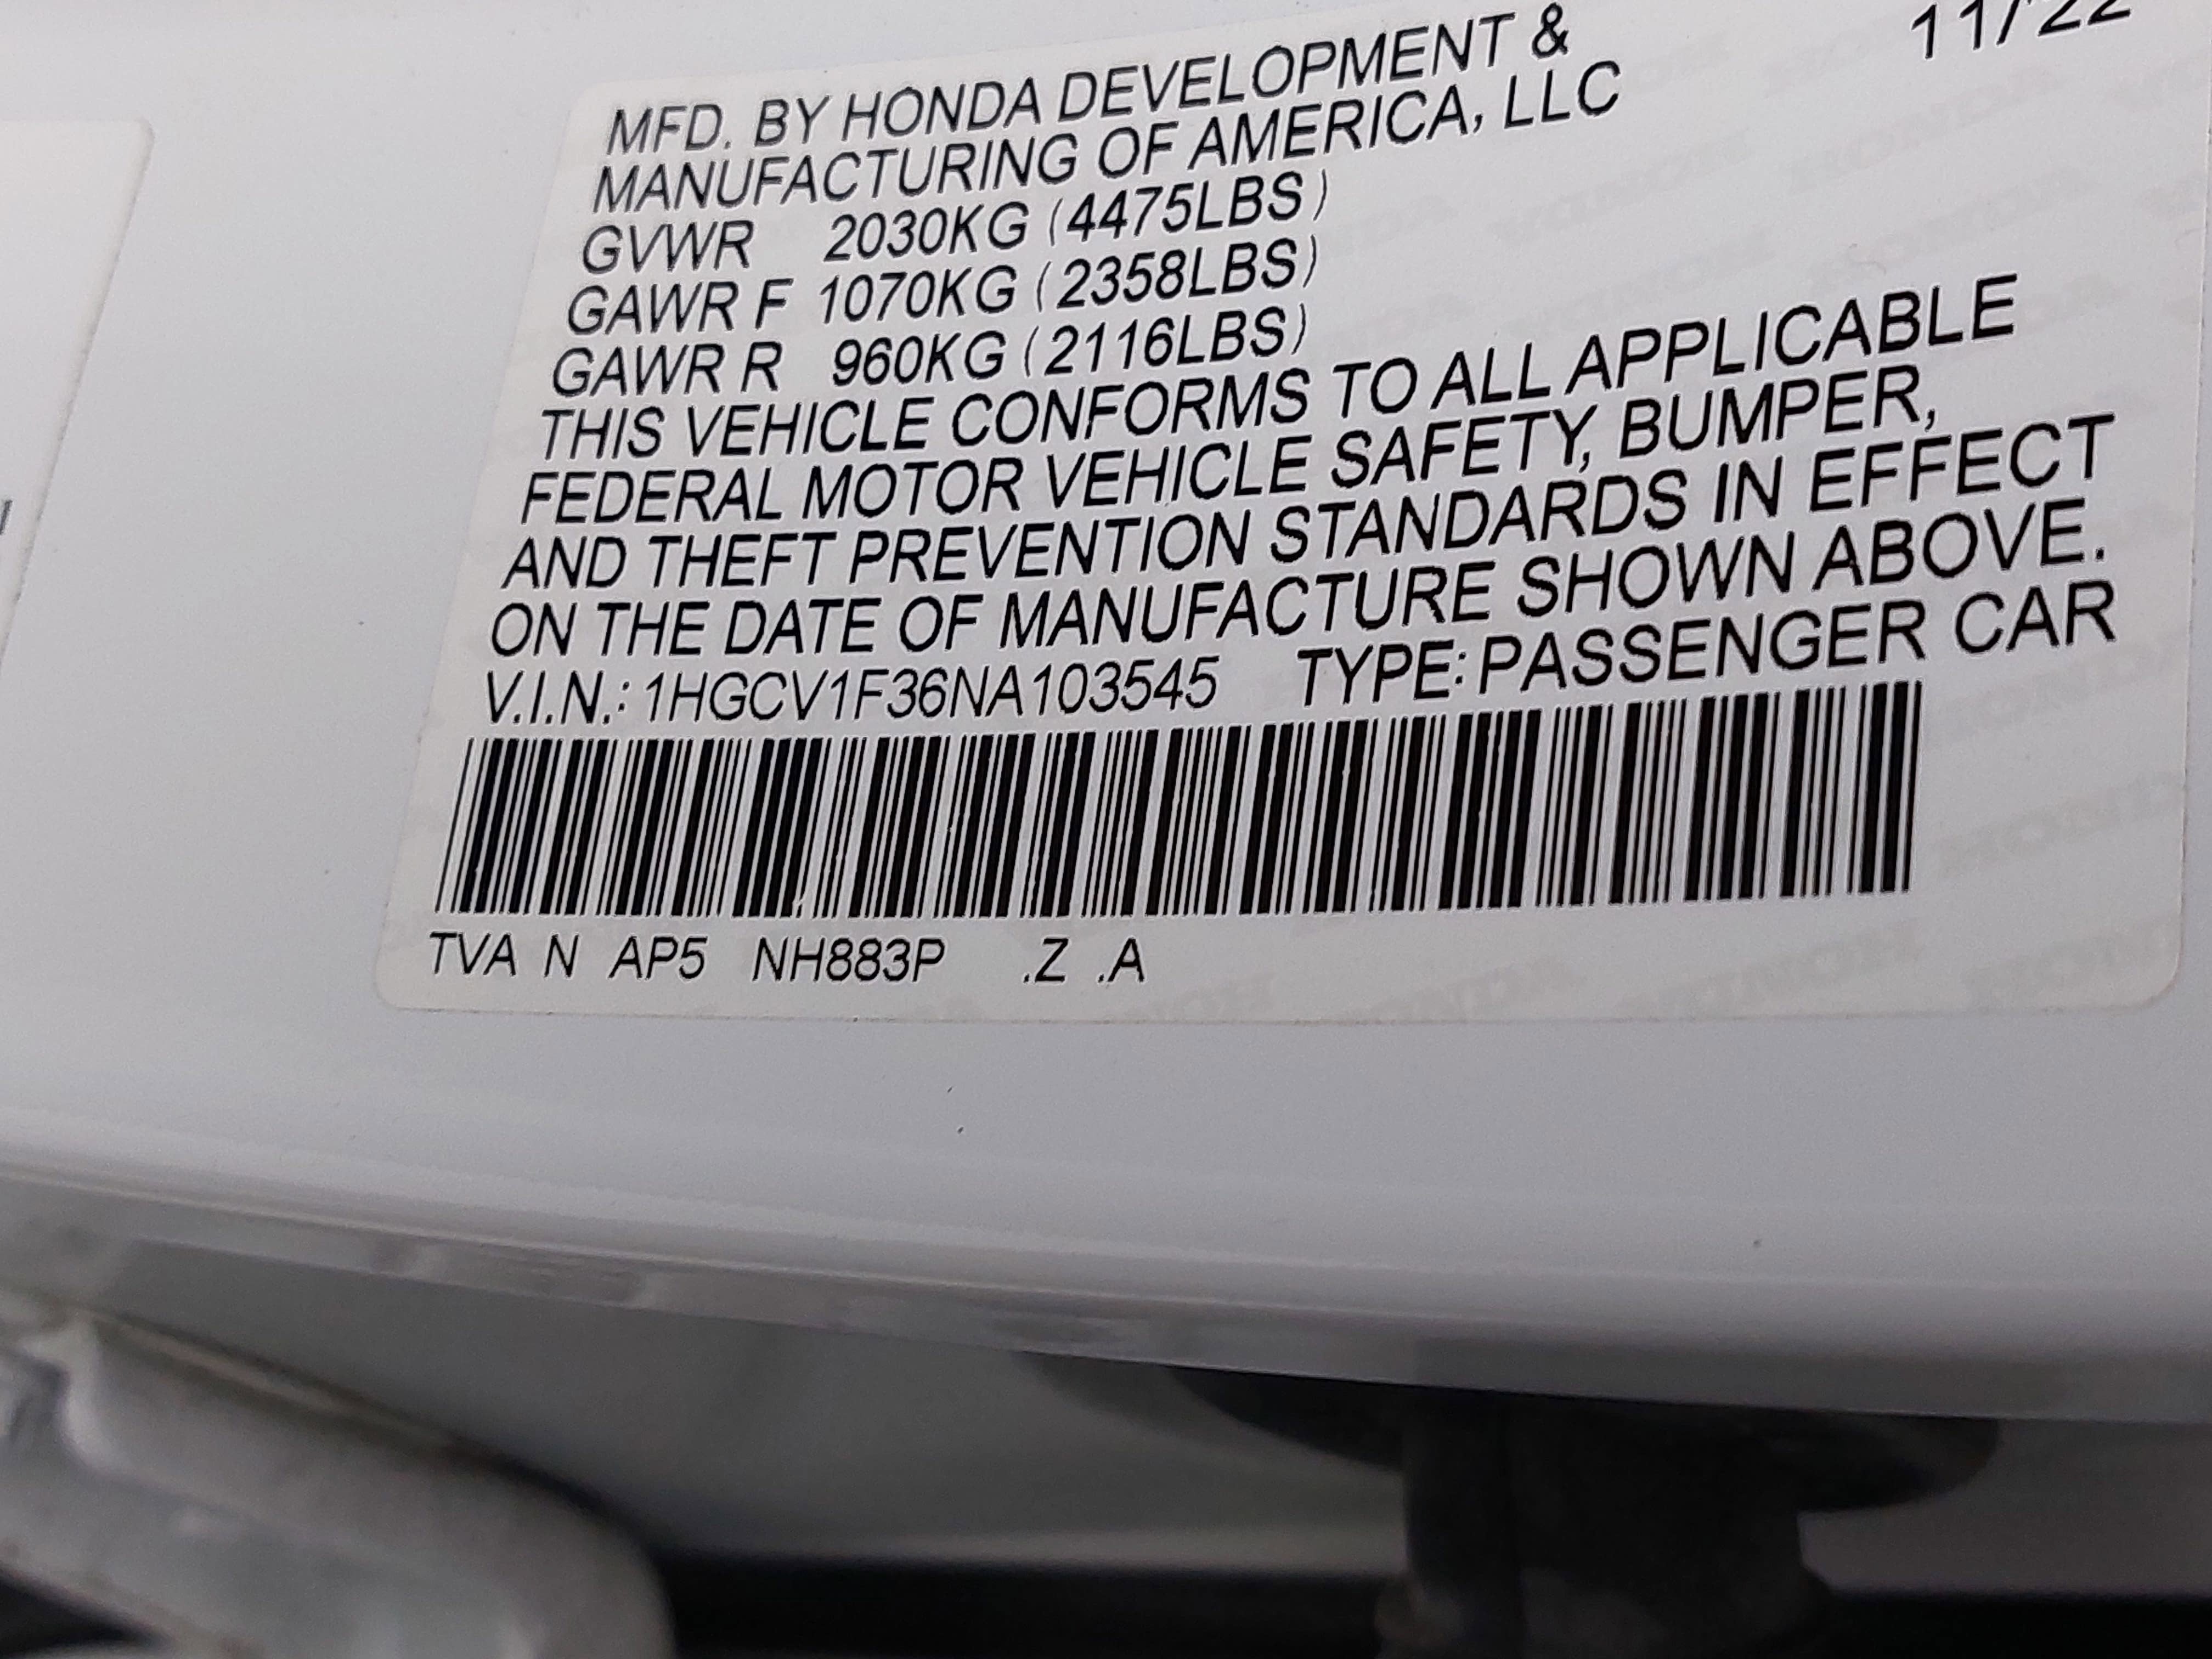 11/22
MFD. BY HONDA DEVELOPMENT &
MANUFACTURING OF AMERICA, LLC
GVWR 2030KG (4475LBS)
GAWR F 1070KG (2358LBS)
GAWR R 960KG (2116LBS)
THIS VEHICLE CONFORMS TO ALL APPLICABLE
FEDERAL MOTOR VEHICLE SAFETY, BUMPER,
AND THEFT PREVENTION STANDARDS IN EFFECT
ON THE DATE OF MANUFACTURE SHOWN ABOVE.
V.I.N.: 1HGCV1F36NA103545 TYPE: PASSENGER CAR
TVA N AP5 NH883P .Z .A